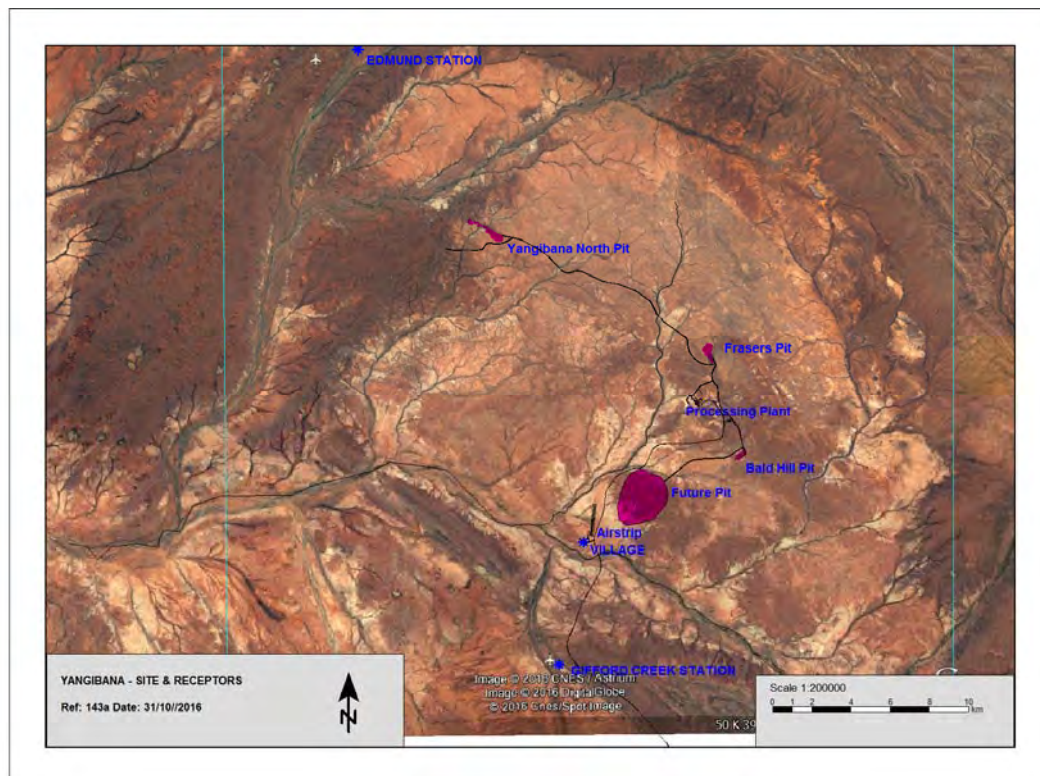 EDMUND STATION
Yangibana North Pit
Frasers Pit
Processing Plant
Bald Hill Pit
Future Pit
Airstrip
VILLAGE
GIFFORD CREEK STATION
Image © 2016 CNES / Astrium
Image © 2016 DigitalGlobe
© 2016 Cnes/Spot Image
50 K 39
YANGIBANA - SITE & RECEPTORS
Ref: 143a Date: 31/10//2016
N
Scale 1:200000
0 1 2 4 6 8 10
km